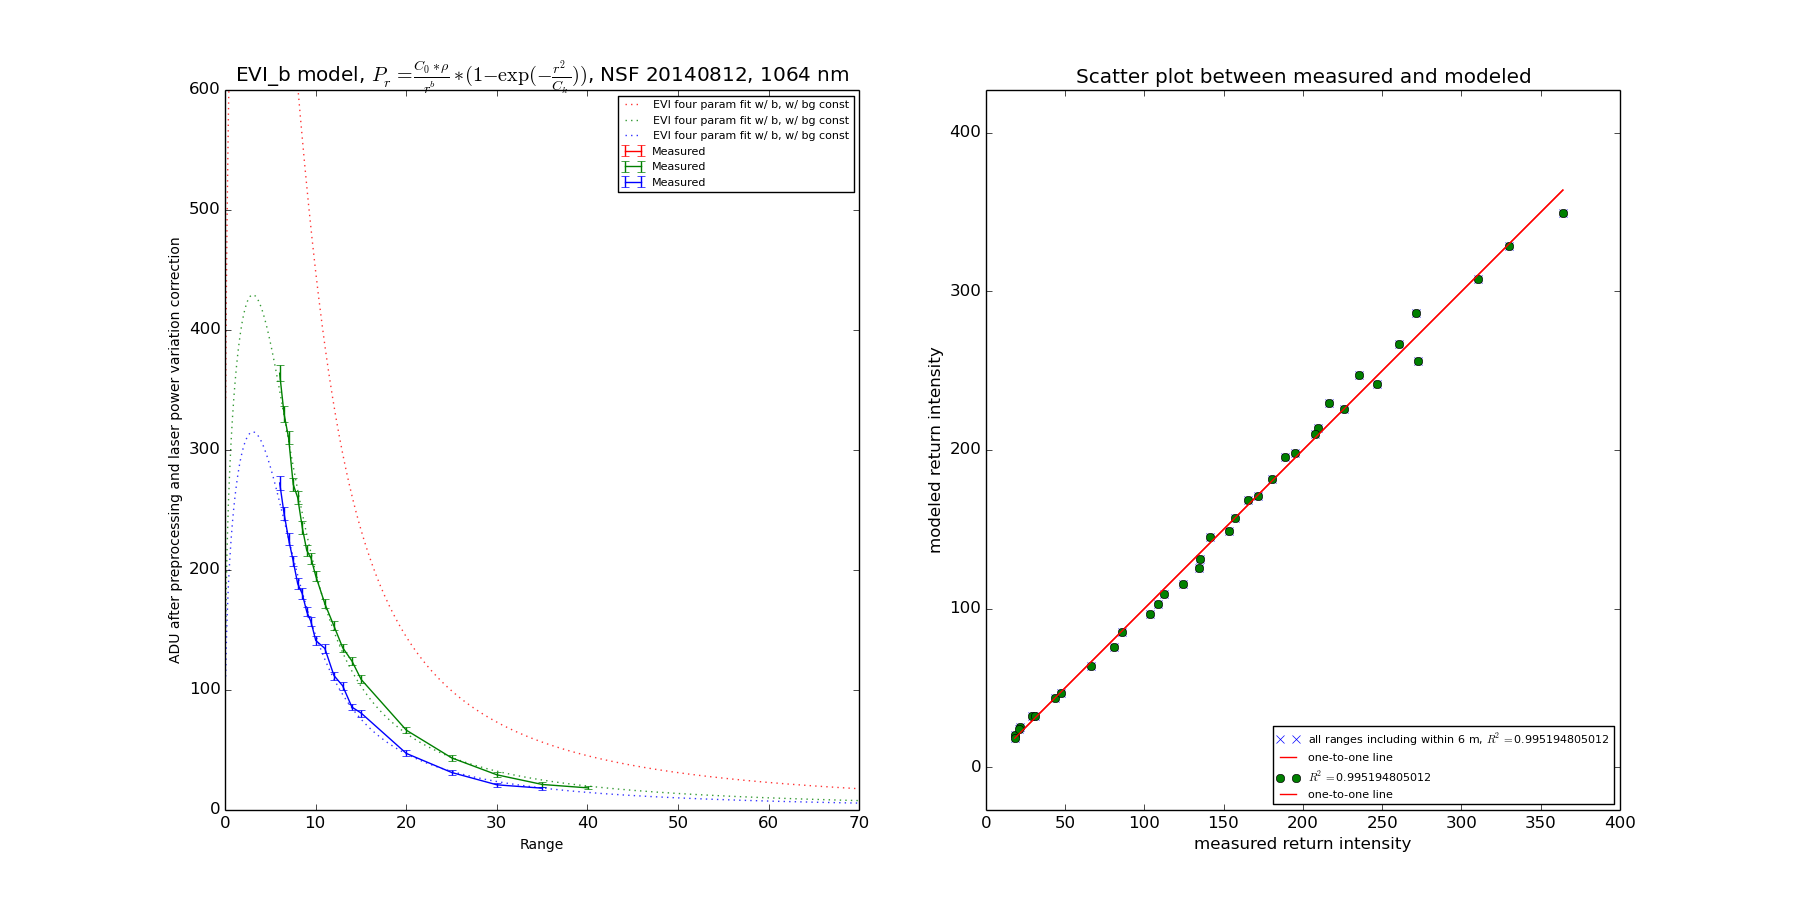 EVI_b model, $P_r = \frac{C_0*\rho}{r^b}*(1-\exp(-\frac{r^2}{C_k}))$, NSF 20140812, 1064 nm
600
500
400
300
200
100
0
ADU after preprocessing and laser power variation correction
EVI four param fit w/ b, w/ bg const
EVI four param fit w/ b, w/ bg const
EVI four param fit w/ b, w/ bg const
Measured
Measured
Measured
0 10 20 30 40 50 60 70
Range
Scatter plot between measured and modeled
400
300
200
100
0
modeled return intensity
all ranges including within 6 m, $R^2$ =0.995194805012
one-to-one line
$R^2$ =0.995194805012
one-to-one line
0 50 100 150 200 250 300 350 400
measured return intensity